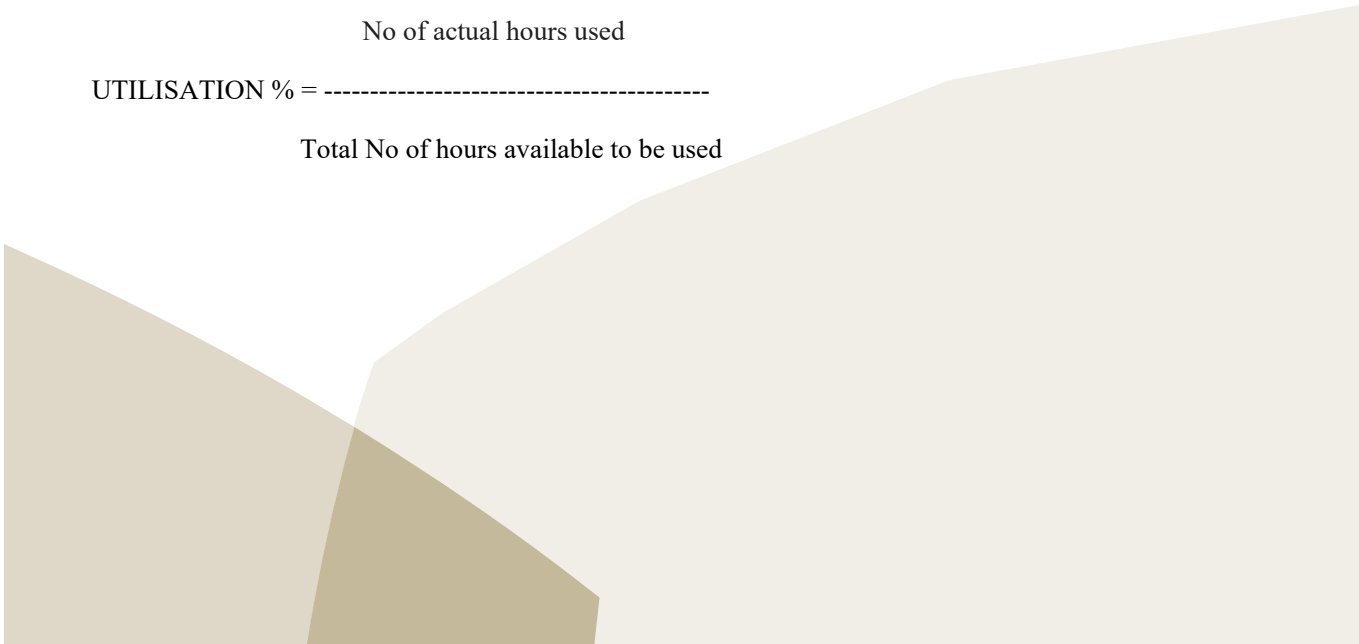 No of actual hours used
UTILISATION % = ------------------------------------------
Total No of hours available to be used